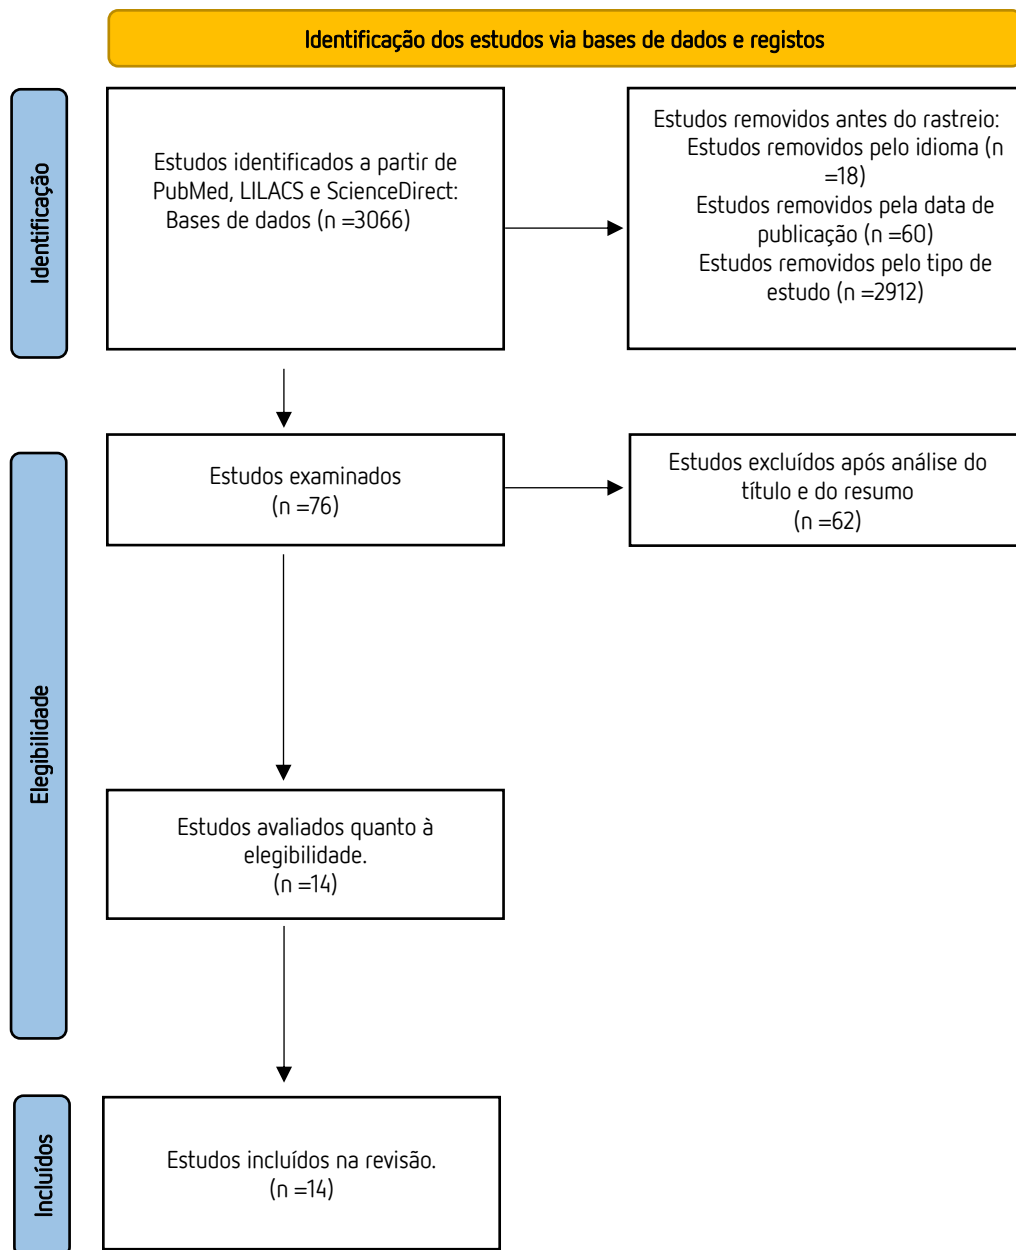 Identificação dos estudos via bases de dados e registos
Identificação
Estudos identificados a partir de
PubMed, LILACS e ScienceDirect:
Bases de dados (n =3066)
Estudos removidos antes do rastreio:
Estudos removidos pelo idioma (n
=18)
Estudos removidos pela data de
publicação (n =60)
Estudos removidos pelo tipo de
estudo (n =2912)
Elegibilidade
Estudos examinados
(n =76)
Estudos excluídos após análise do
título e do resumo
(n =62)
Estudos avaliados quanto à
elegibilidade.
(n =14)
Incluídos
Estudos incluídos na revisão.
(n =14)